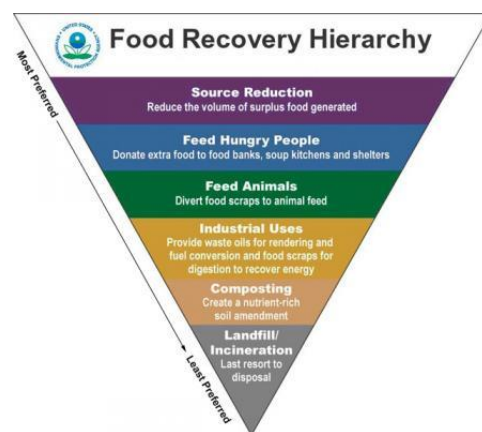 Food Recovery Hierarchy
Most Preferred
Source Reduction
Reduce the volume of surplus food generated
Feed Hungry People
Donate extra food to food banks, soup kitchens and shelters
Feed Animals
Divert food scraps to animal feed
Industrial Uses
Provide waste oils for rendering and
fuel conversion and food scraps for
digestion to recover energy
Composting
Create a nutrient-rich
soil amendment
Landfill/
Incineration
Last resort to
disposal
Least Preferred